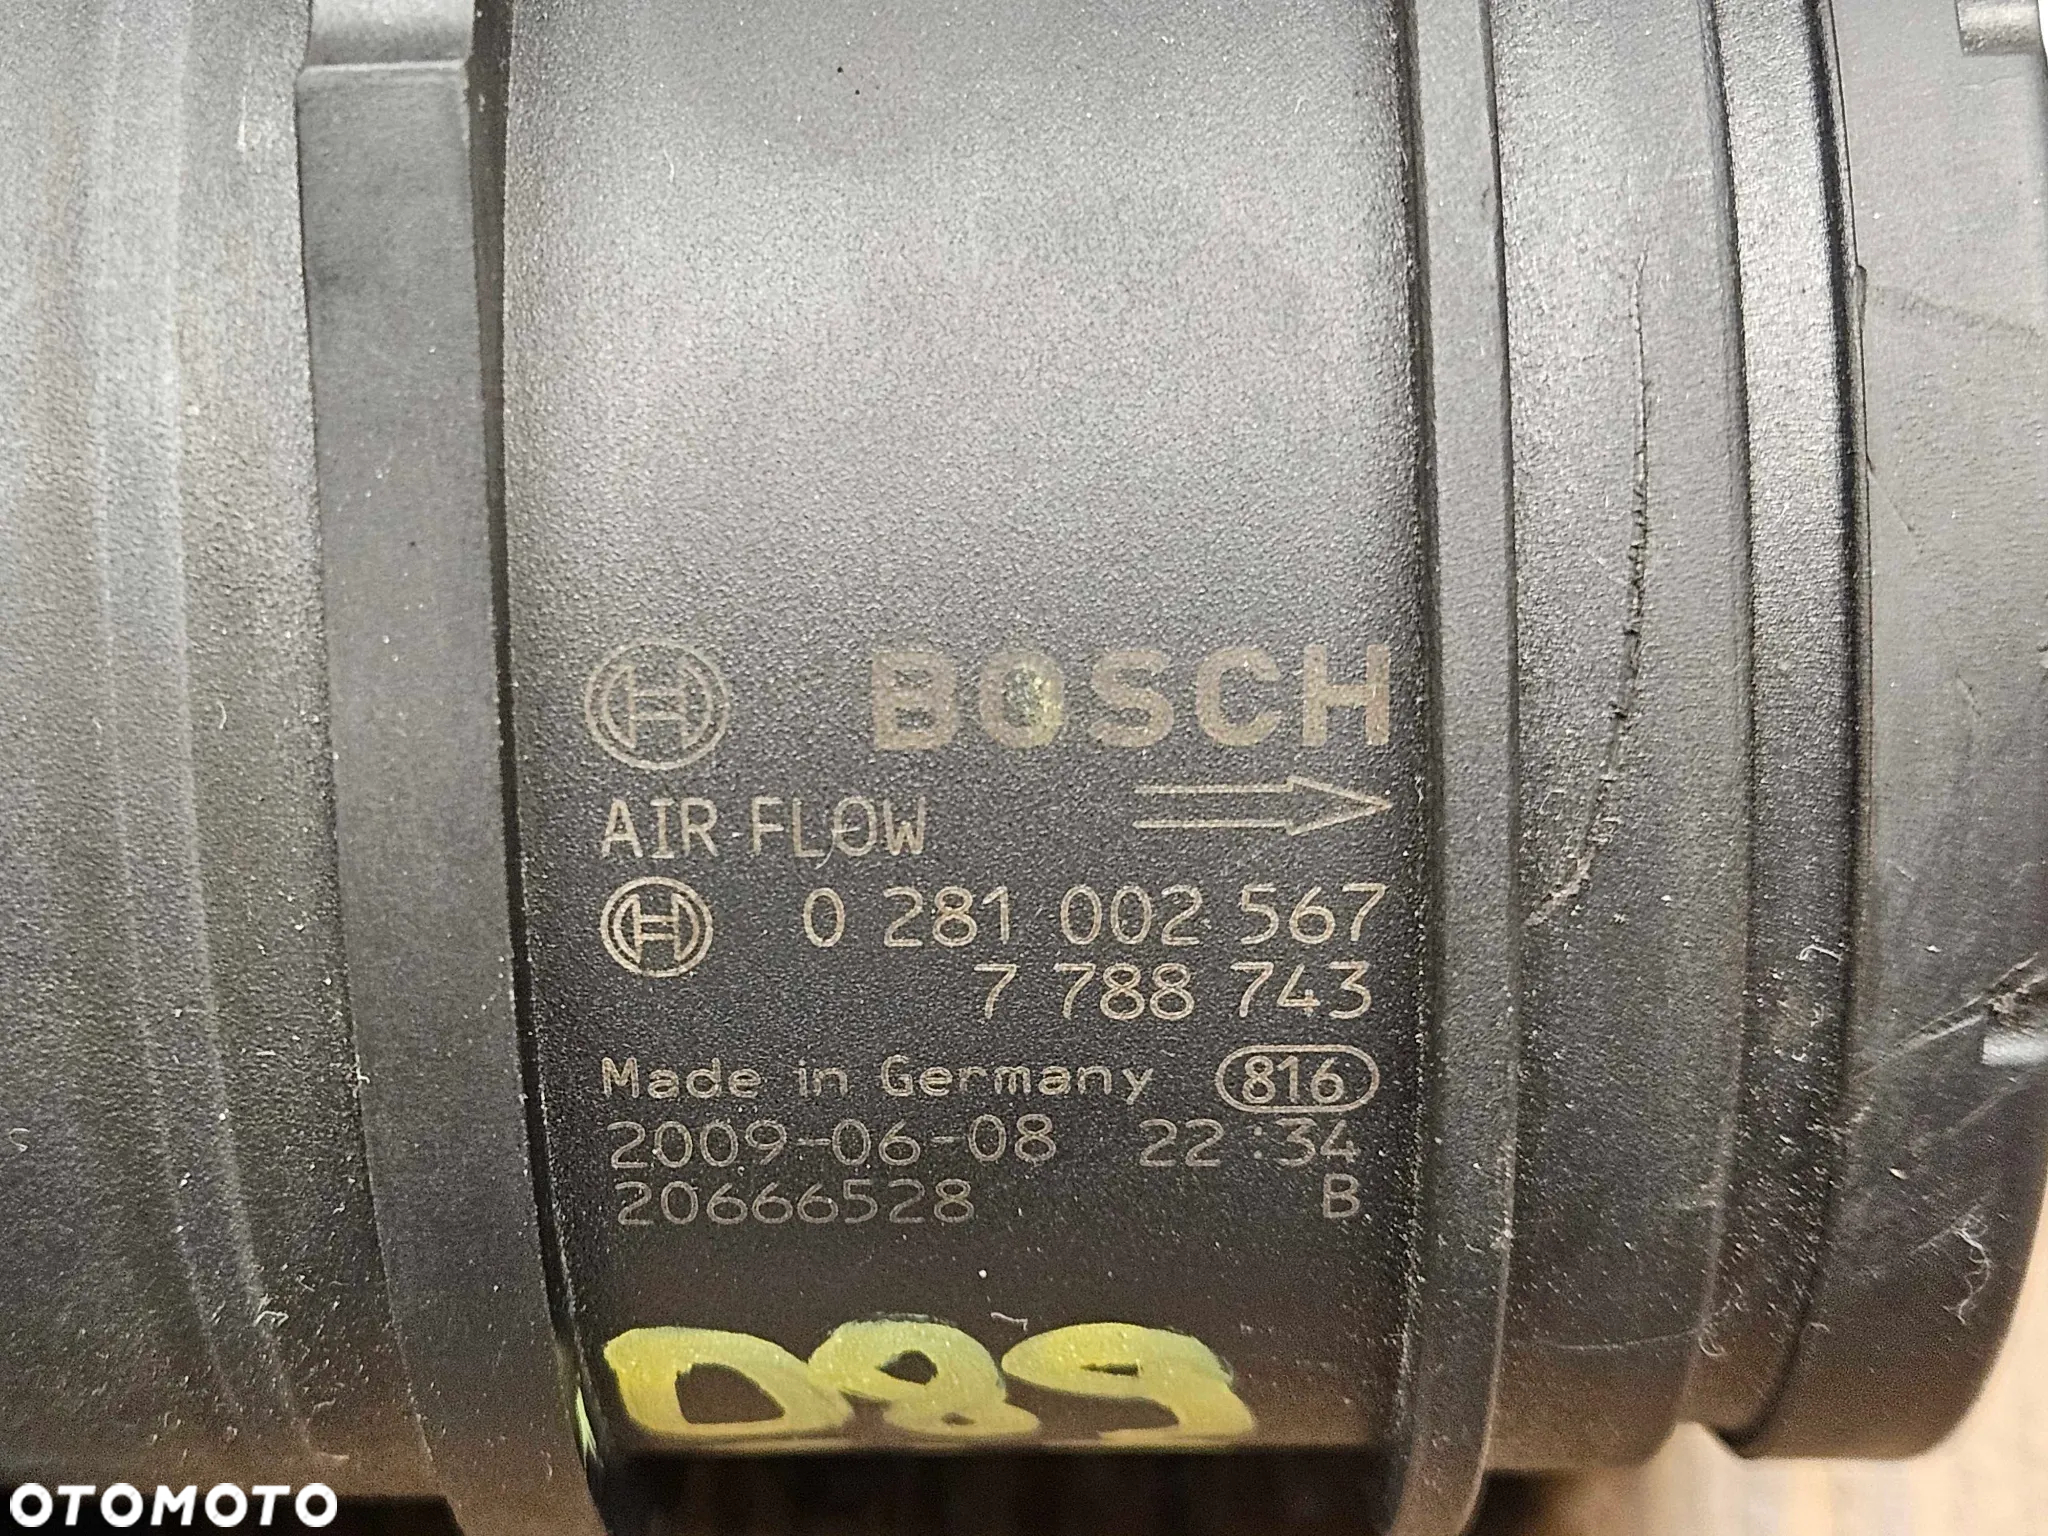 BOSCH
AIR FLOW
0 281 002 567
7 788 743
Made in Germany 816
2009-06-08 22:34
20666528 B
D89
OTOMOTO